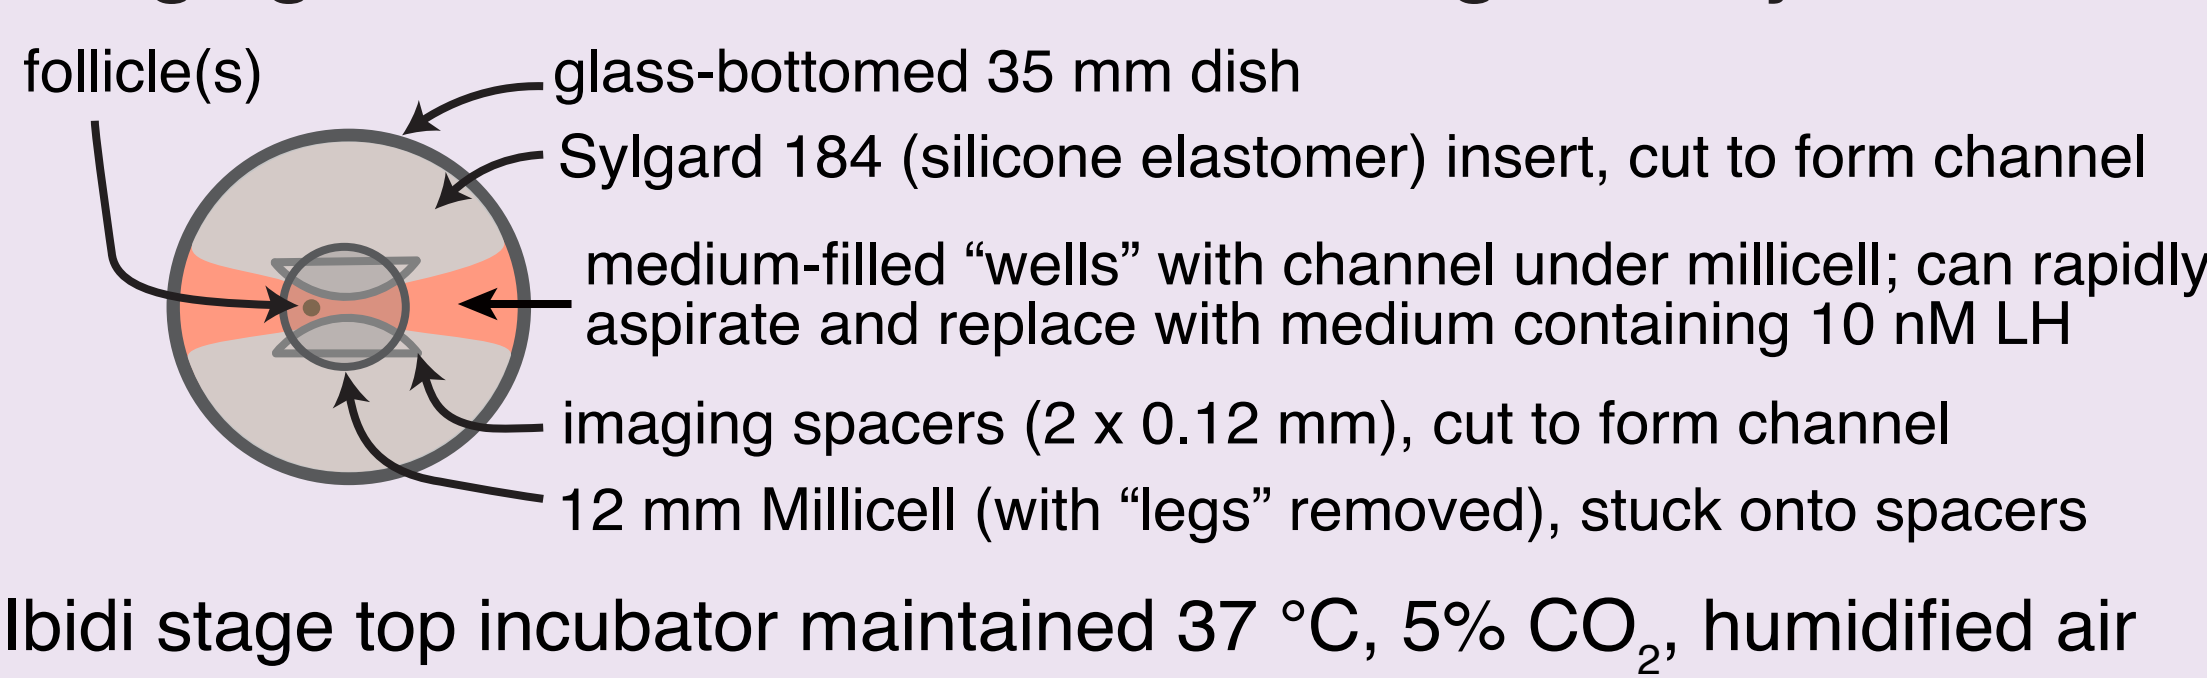 follicle(s)
glass-bottomed 35 mm dish
Sylgard 184 (silicone elastomer) insert, cut to form channel
medium-filled “wells” with channel under millicell; can rapidly
aspirate and replace with medium containing 10 nM LH
imaging spacers (2 x 0.12 mm), cut to form channel
12 mm Millicell (with “legs” removed), stuck onto spacers
Ibidi stage top incubator maintained 37 °C, 5% CO₂, humidified air